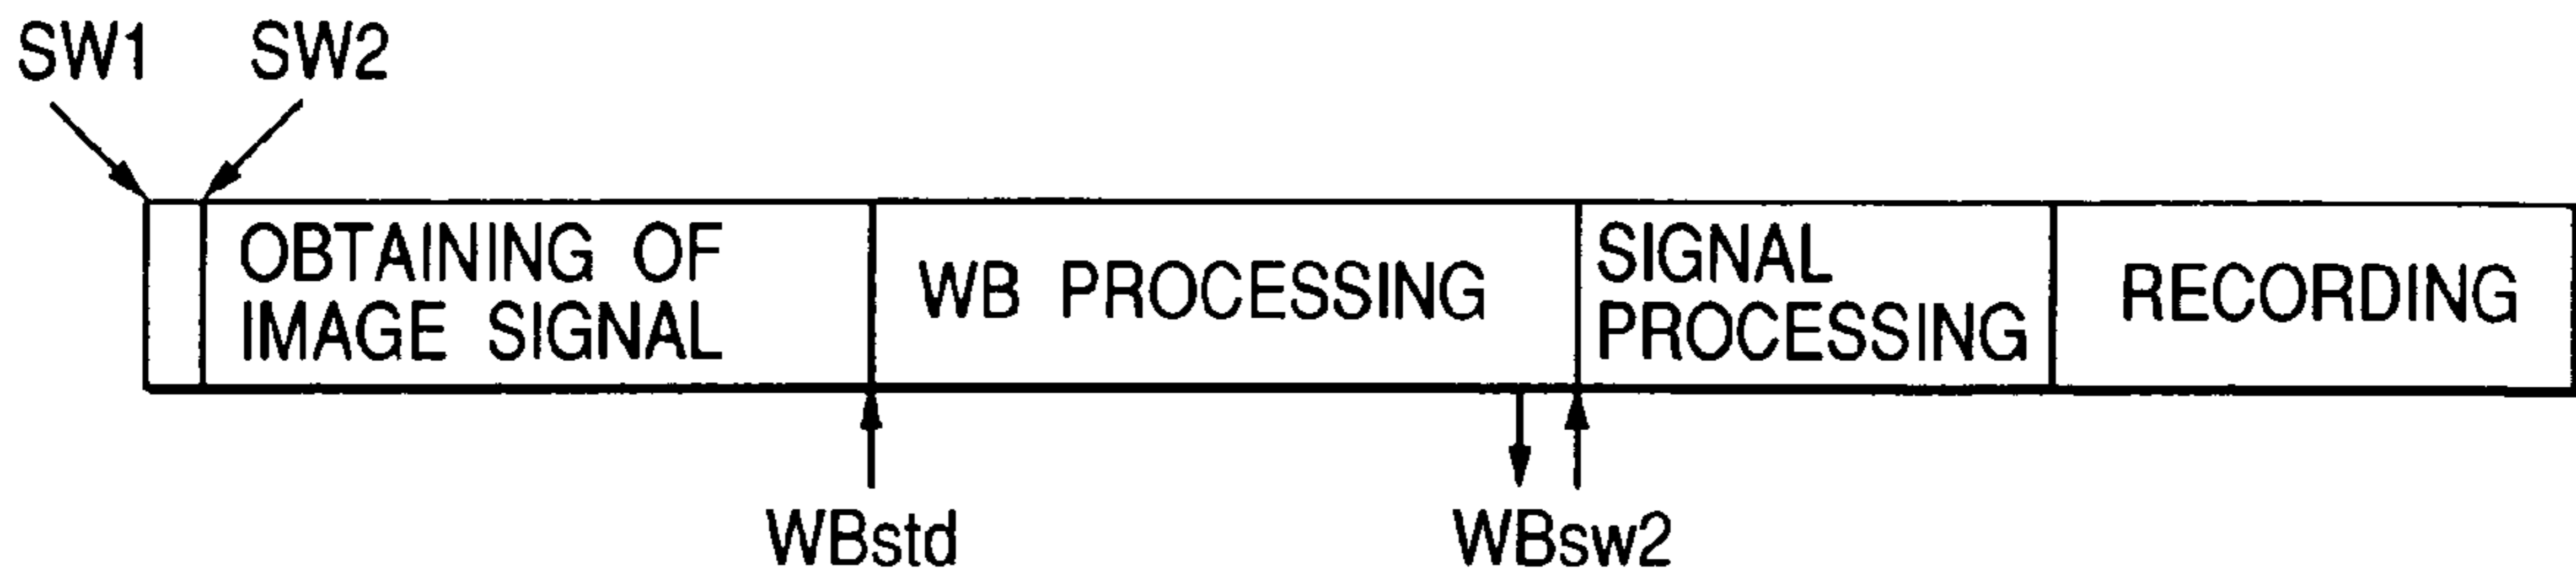 SW1 SW2
OBTAINING OF
IMAGE SIGNAL
WB PROCESSING
SIGNAL
PROCESSING
RECORDING
WBstd WBsw2